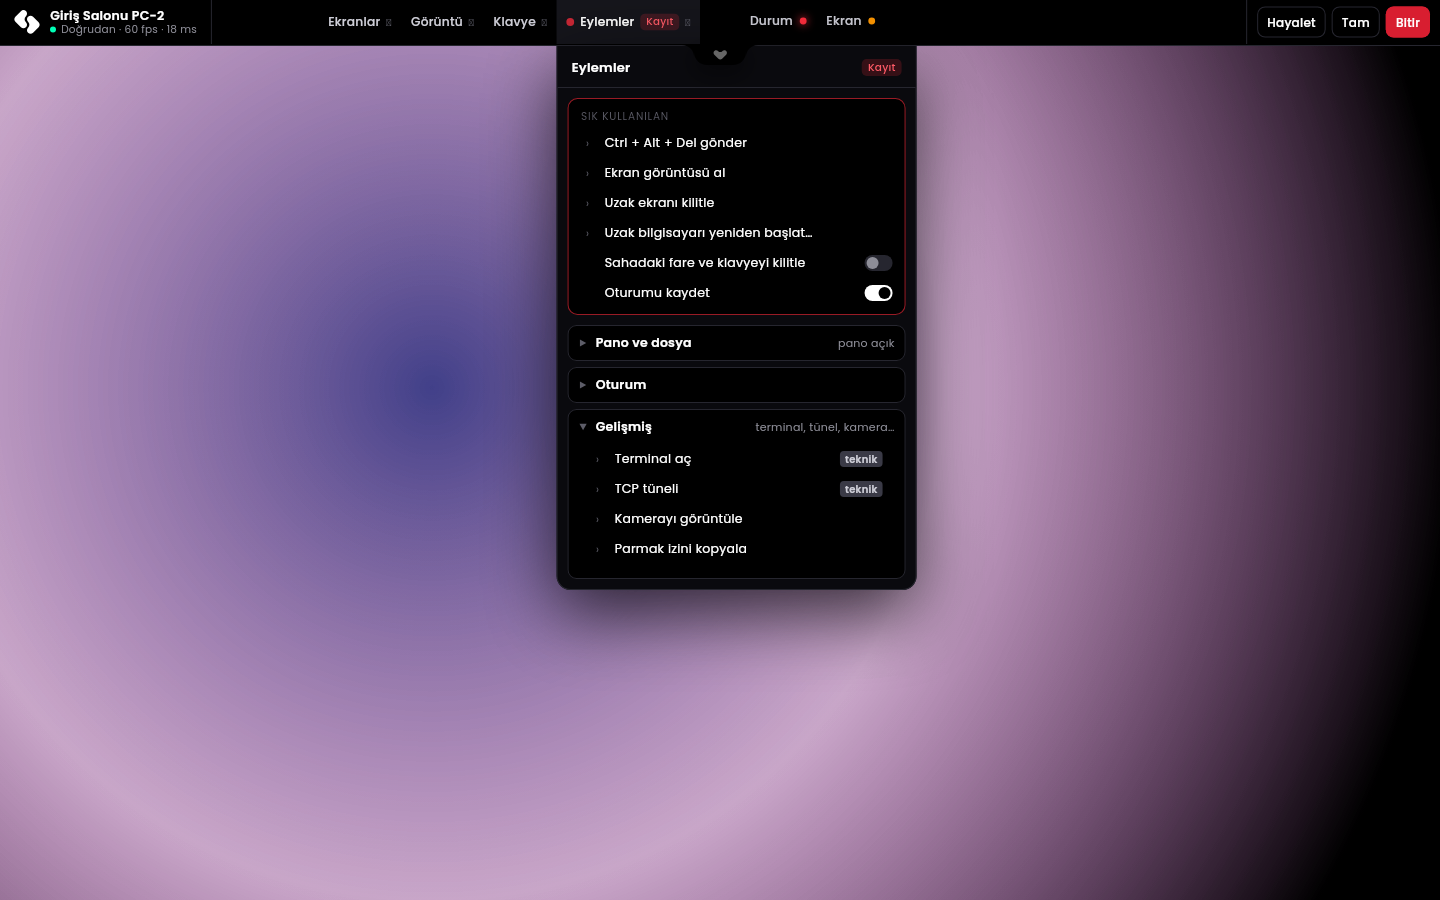 Giriş Salonu PC-2
Doğrudan · 60 fps · 18 ms
Ekranlar
Görüntü
Klavye
Eylemler Kayıt
Durum
Ekran
Hayalet
Tam
Bitir
Eylemler
Kayıt
SIK KULLANILAN
Ctrl + Alt + Del gönder
Ekran görüntüsü al
Uzak ekranı kilitle
Uzak bilgisayarı yeniden başlat…
Sahadaki fare ve klavyeyi kilitle
Oturumu kaydet
Pano ve dosya pano açık
Oturum
Gelişmiş terminal, tünel, kamera…
Terminal aç teknik
TCP tüneli teknik
Kamerayı görüntüle
Parmak izini kopyala